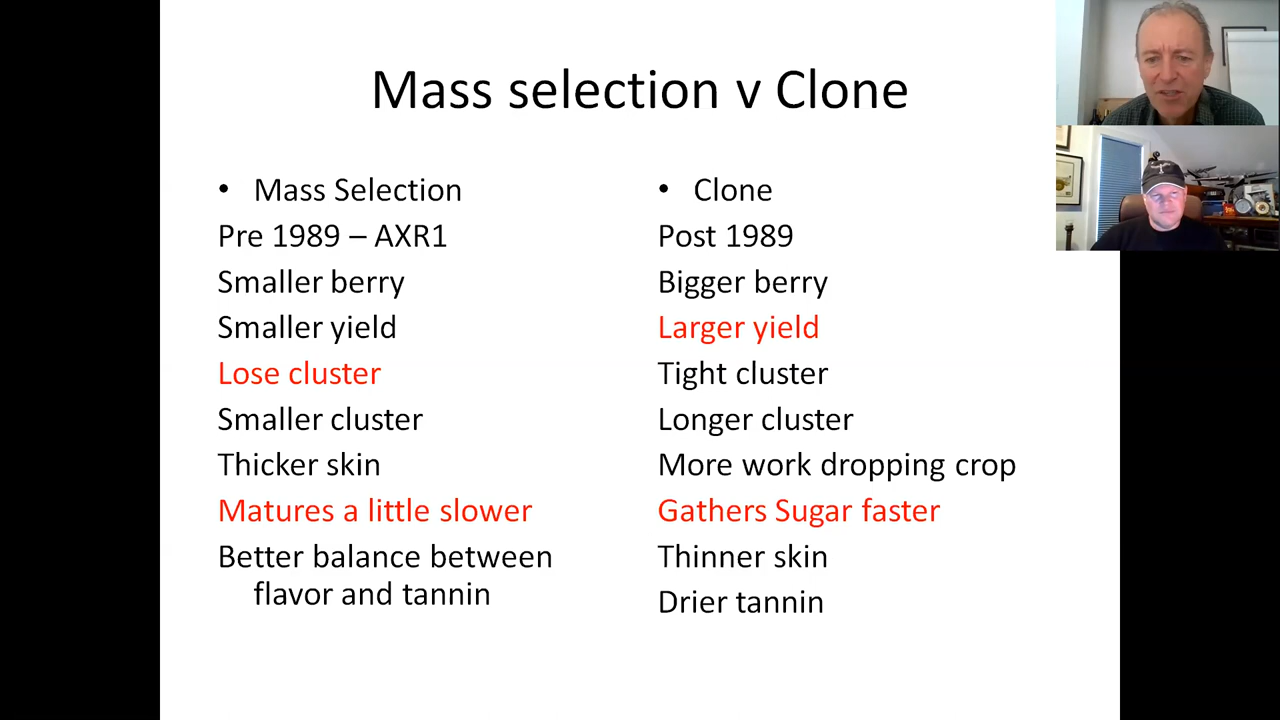 Mass selection v Clone
• Mass Selection
Pre 1989 – AXR1
Smaller berry
Smaller yield
Lose cluster
Smaller cluster
Thicker skin
Matures a little slower
Better balance between
flavor and tannin
• Clone
Post 1989
Bigger berry
Larger yield
Tight cluster
Longer cluster
More work dropping crop
Gathers Sugar faster
Thinner skin
Drier tannin